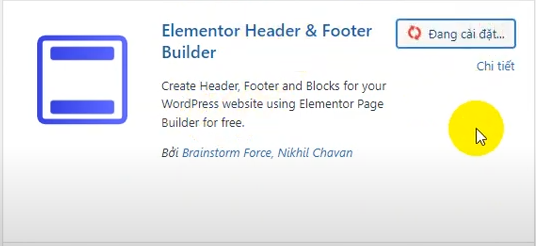 Elementor Header & Footer
Builder
Đang cài đặt...
Chi tiết
Create Header, Footer and Blocks for your
WordPress website using Elementor Page
Builder for free.
Bởi Brainstorm Force, Nikhil Chavan